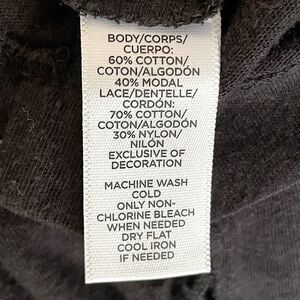 BODY/CORPS/
CUERPO:
60% COTTON/
COTON/ALGODÓN
40% MODAL
LACE/DENTELLE/
CORDÓN:
70% COTTON/
COTON/ALGODÓN
30% NYLON/
NILÓN
EXCLUSIVE OF
DECORATION
MACHINE WASH
COLD
ONLY NON-
CHLORINE BLEACH
WHEN NEEDED
DRY FLAT
COOL IRON
IF NEEDED